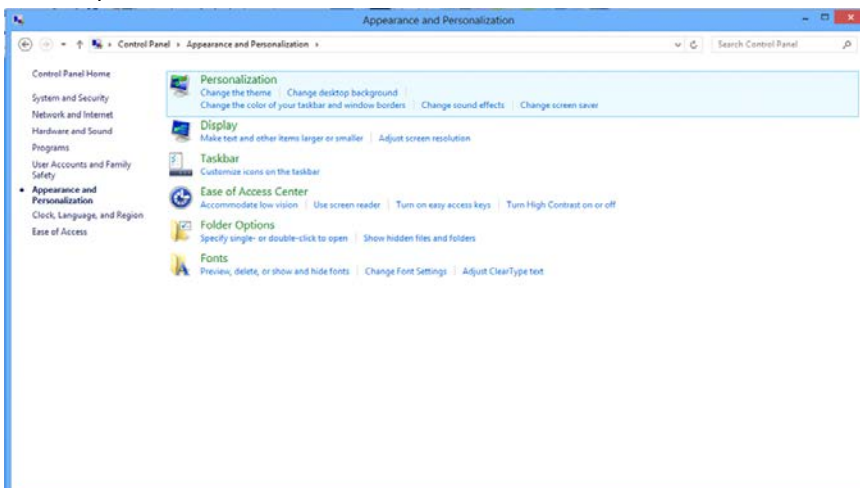 Appearance and Personalization
Control Panel › Appearance and Personalization ›
Search Control Panel
Control Panel Home
System and Security
Network and Internet
Hardware and Sound
Programs
User Accounts and Family
Safety
Appearance and
Personalization
Clock, Language, and Region
Ease of Access
Personalization
Change the theme | Change desktop background |
Change the color of your taskbar and window borders | Change sound effects | Change screen saver
Display
Make text and other items larger or smaller | Adjust screen resolution
Taskbar
Customize icons on the taskbar
Ease of Access Center
Accommodate low vision | Use screen reader | Turn on easy access keys | Turn High Contrast on or off
Folder Options
Specify single- or double-click to open | Show hidden files and folders
Fonts
Preview, delete, or show and hide fonts | Change Font Settings | Adjust ClearType text